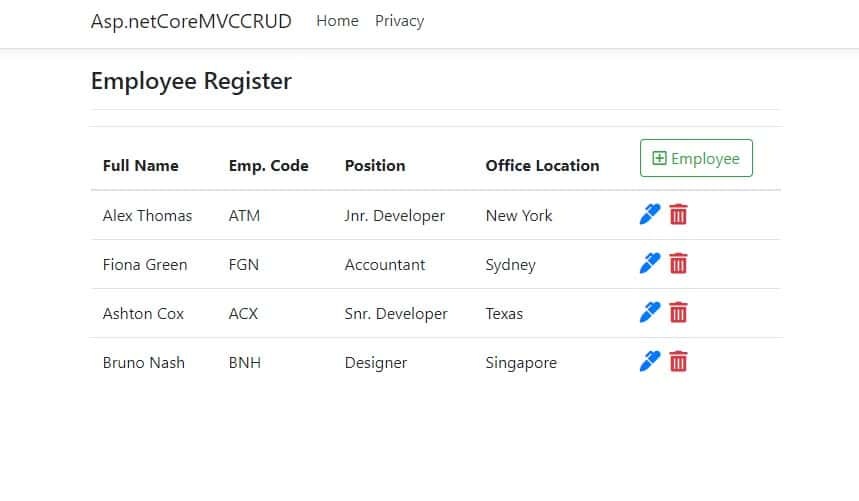 Asp.netCoreMVCCRUD Home Privacy
Employee Register
Full Name Emp. Code Position Office Location Employee
Alex Thomas ATM Jnr. Developer New York
Fiona Green FGN Accountant Sydney
Ashton Cox ACX Snr. Developer Texas
Bruno Nash BNH Designer Singapore